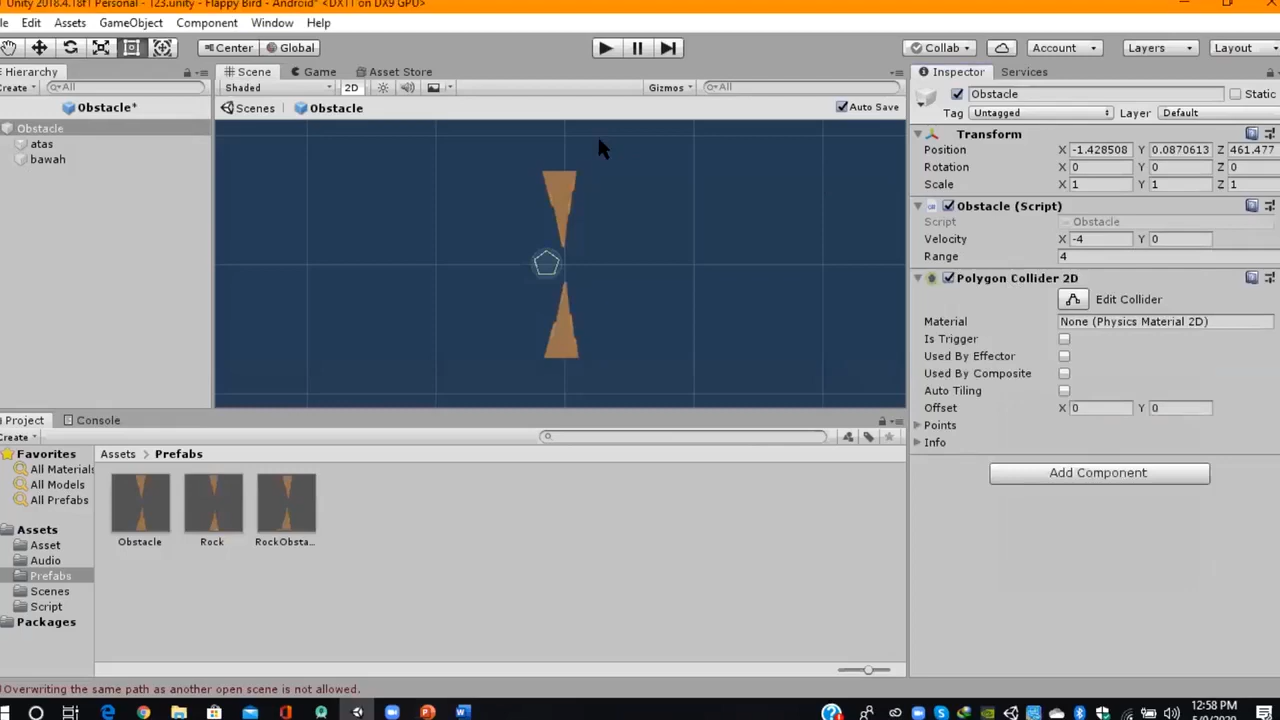 Unity 2018.4.18f1 Personal - 123.unity - Flappy Bird - Android* <DX11 on DX9 GPU>
Edit Assets GameObject Component Window Help
Center Global Collab Account Layers Layout
Hierarchy Scene Game Asset Store Inspector Services
Create All Shaded 2D Gizmos All Obstacle Static
Obstacle* Scenes Obstacle Auto Save Tag Untagged Layer Default
Obstacle Transform
atas Position X -1.428508 Y 0.0870613 Z 461.477
bawah Rotation X 0 Y 0 Z 0
Scale X 1 Y 1 Z 1
Obstacle (Script)
Script Obstacle
Velocity X -4 Y 0
Range 4
Polygon Collider 2D
Edit Collider
Material None (Physics Material 2D)
Is Trigger
Used By Effector
Used By Composite
Auto Tiling
Offset X 0 Y 0
Project Console Points
Create Info
Favorites Assets Prefabs
All Materials Add Component
All Models
All Prefabs
Assets
Asset Obstacle Rock RockObsta...
Audio
Prefabs
Scenes
Script
Packages
Overwriting the same path as another open scene is not allowed.
12:58 PM